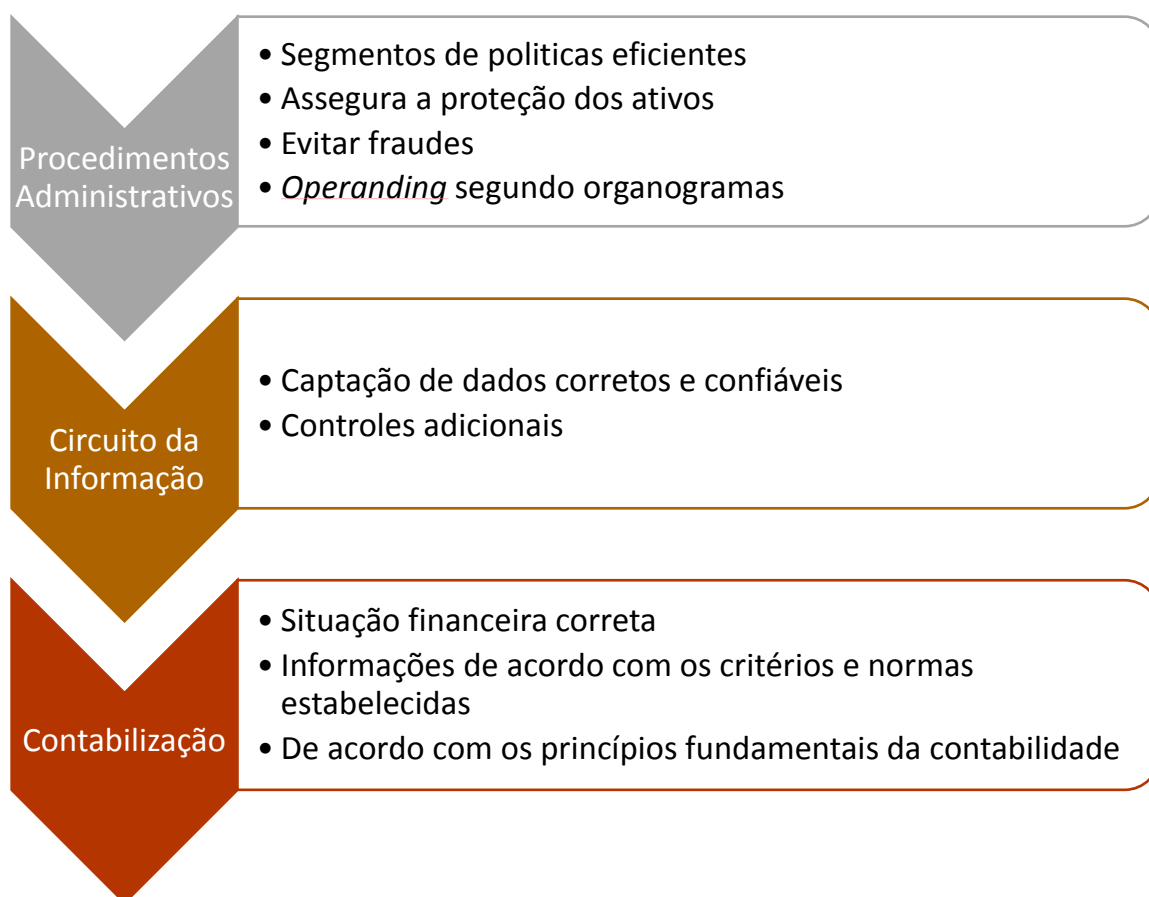 Procedimentos
Administrativos
• Segmentos de politicas eficientes
• Assegura a proteção dos ativos
• Evitar fraudes
• Operanding segundo organogramas
Circuito da
Informação
• Captação de dados corretos e confiáveis
• Controles adicionais
Contabilização
• Situação financeira correta
• Informações de acordo com os critérios e normas
estabelecidas
• De acordo com os princípios fundamentais da contabilidade